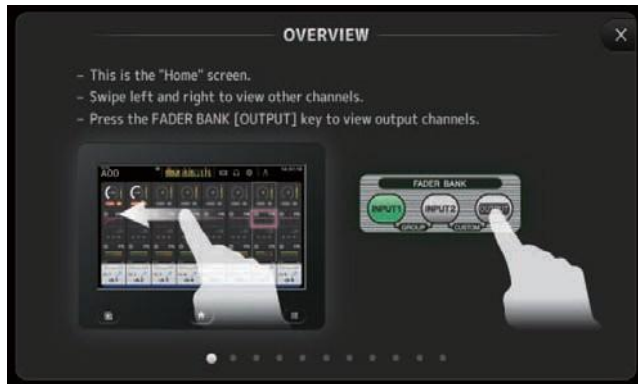 OVERVIEW
X
– This is the "Home" screen.
– Swipe left and right to view other channels.
– Press the FADER BANK [OUTPUT] key to view output channels.
A00
FADER BANK
INPUT1 INPUT2
GROUP CUSTOM